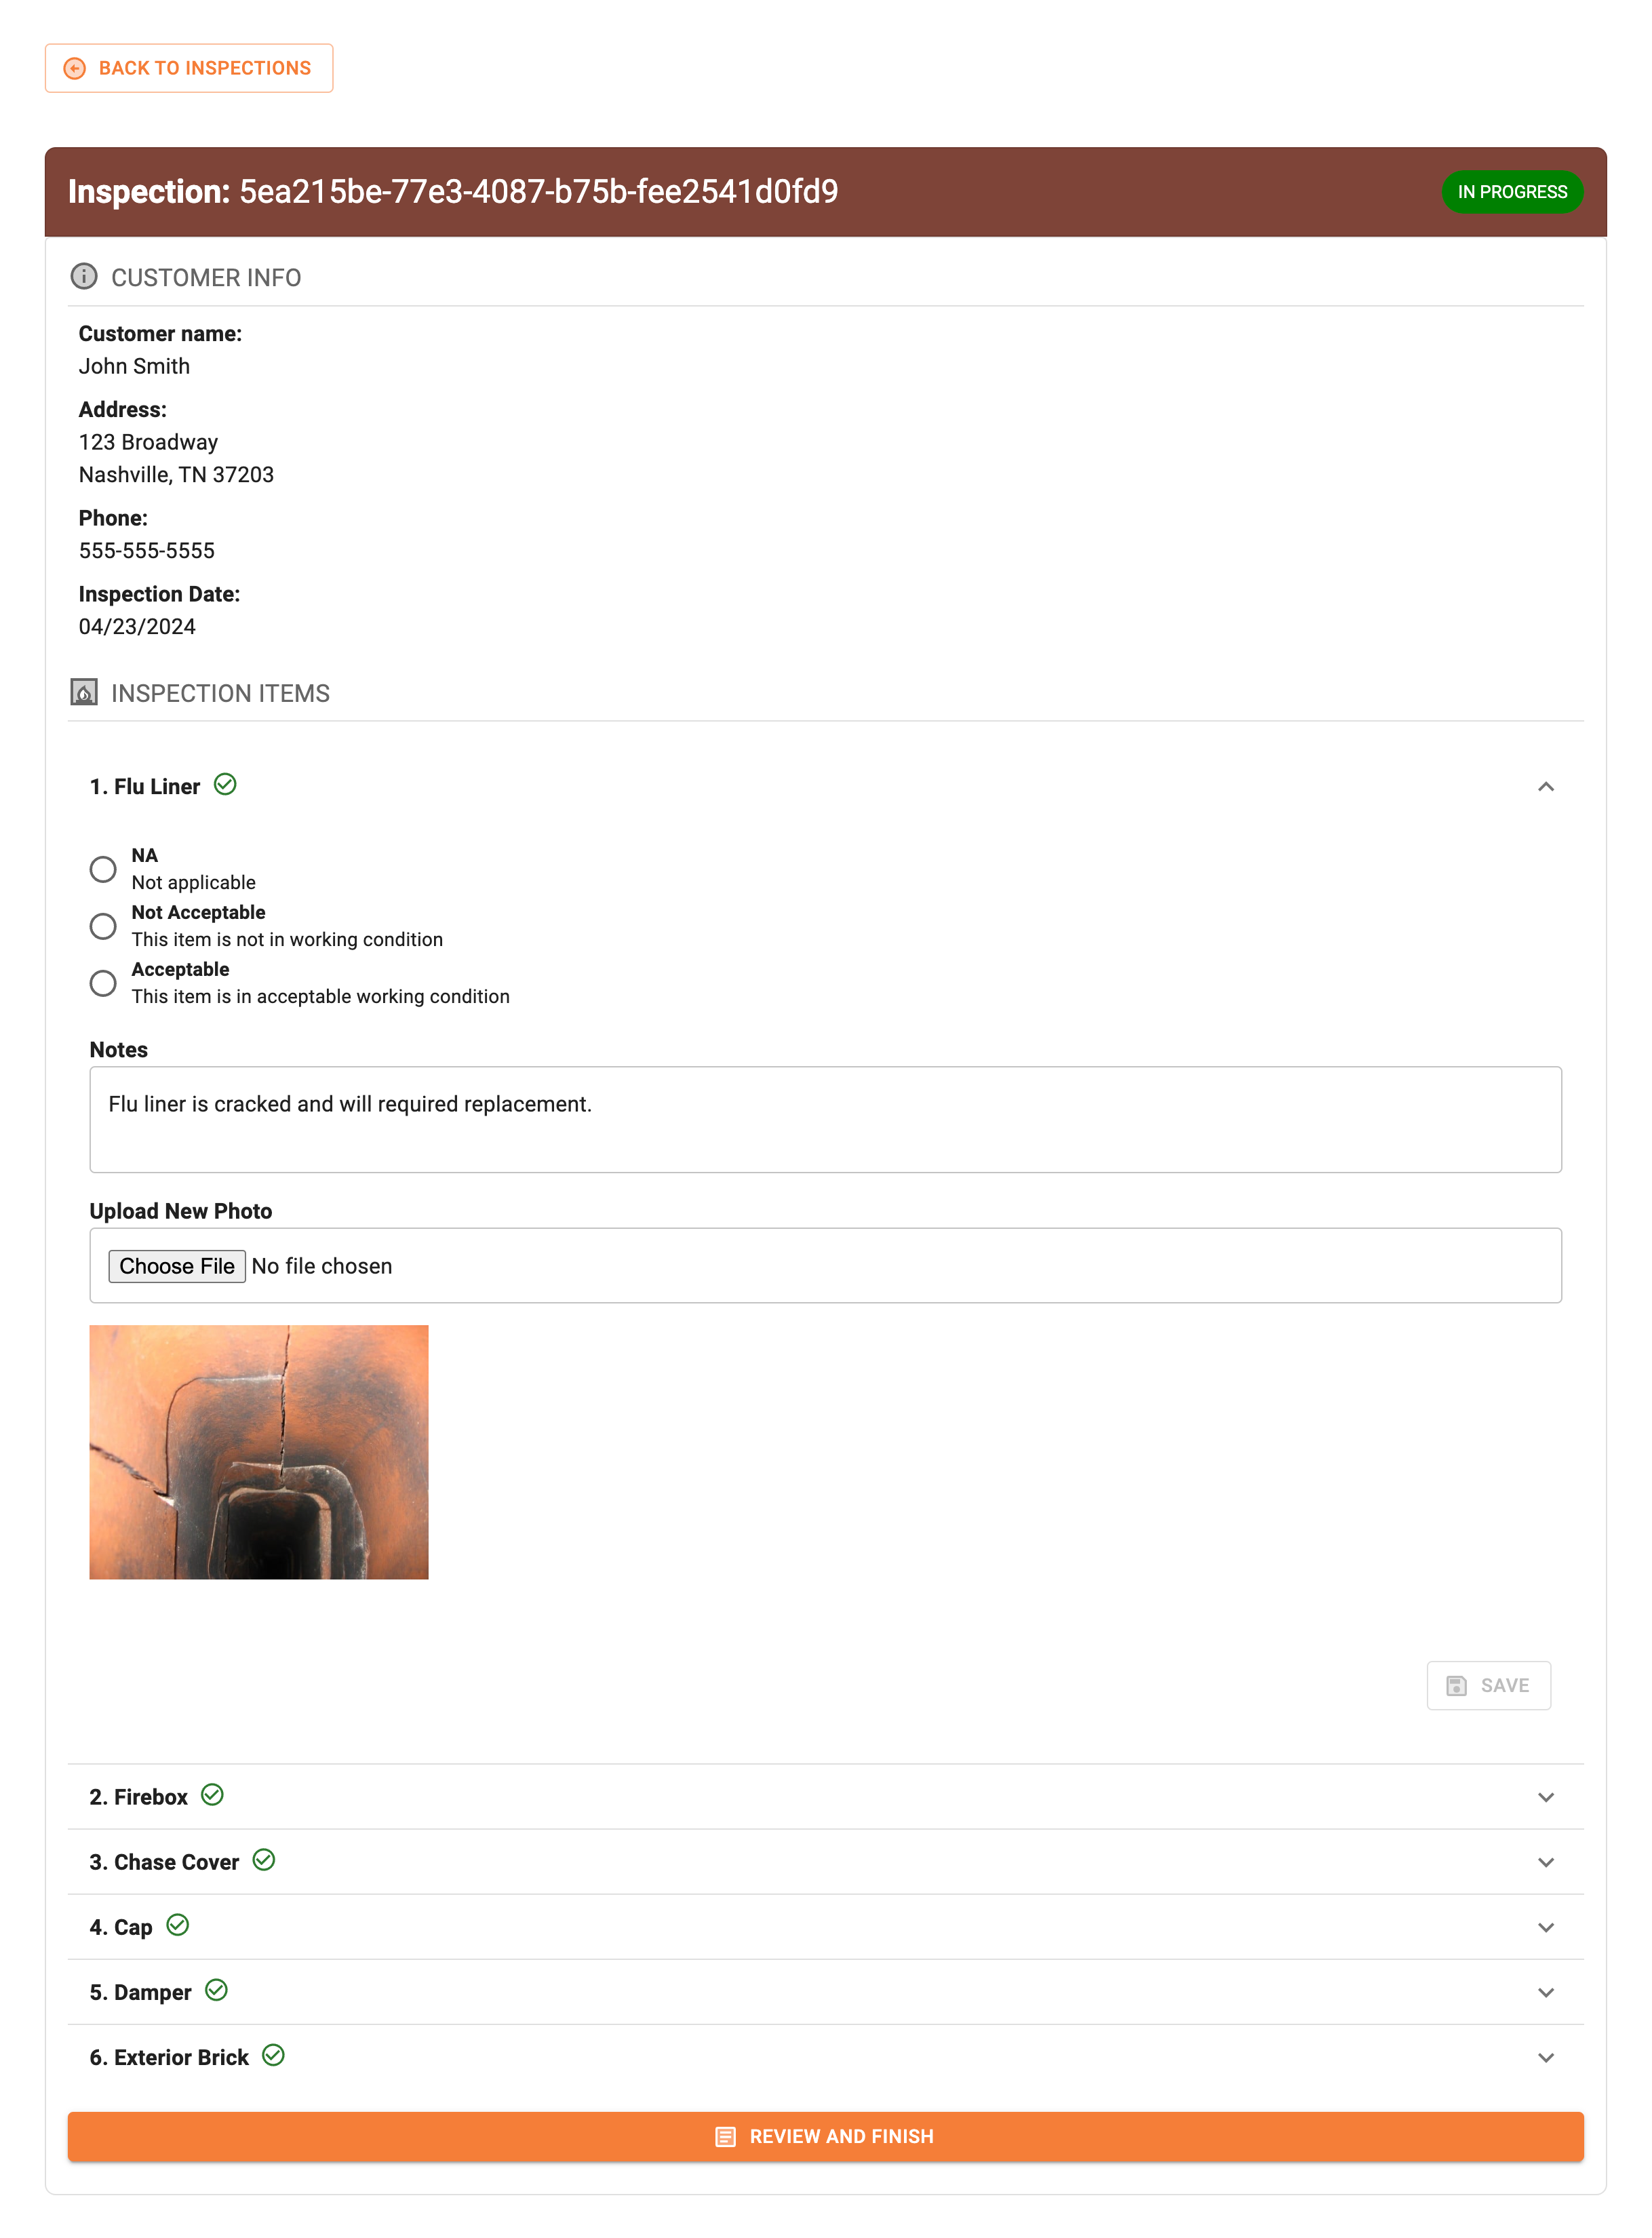 BACK TO INSPECTIONS
Inspection: 5ea215be-77e3-4087-b75b-fee2541d0fd9
IN PROGRESS
CUSTOMER INFO
Customer name:
John Smith
Address:
123 Broadway
Nashville, TN 37203
Phone:
555-555-5555
Inspection Date:
04/23/2024
INSPECTION ITEMS
1. Flu Liner
NA
Not applicable
Not Acceptable
This item is not in working condition
Acceptable
This item is in acceptable working condition
Notes
Flu liner is cracked and will required replacement.
Upload New Photo
Choose File No file chosen
SAVE
2. Firebox
3. Chase Cover
4. Cap
5. Damper
6. Exterior Brick
REVIEW AND FINISH